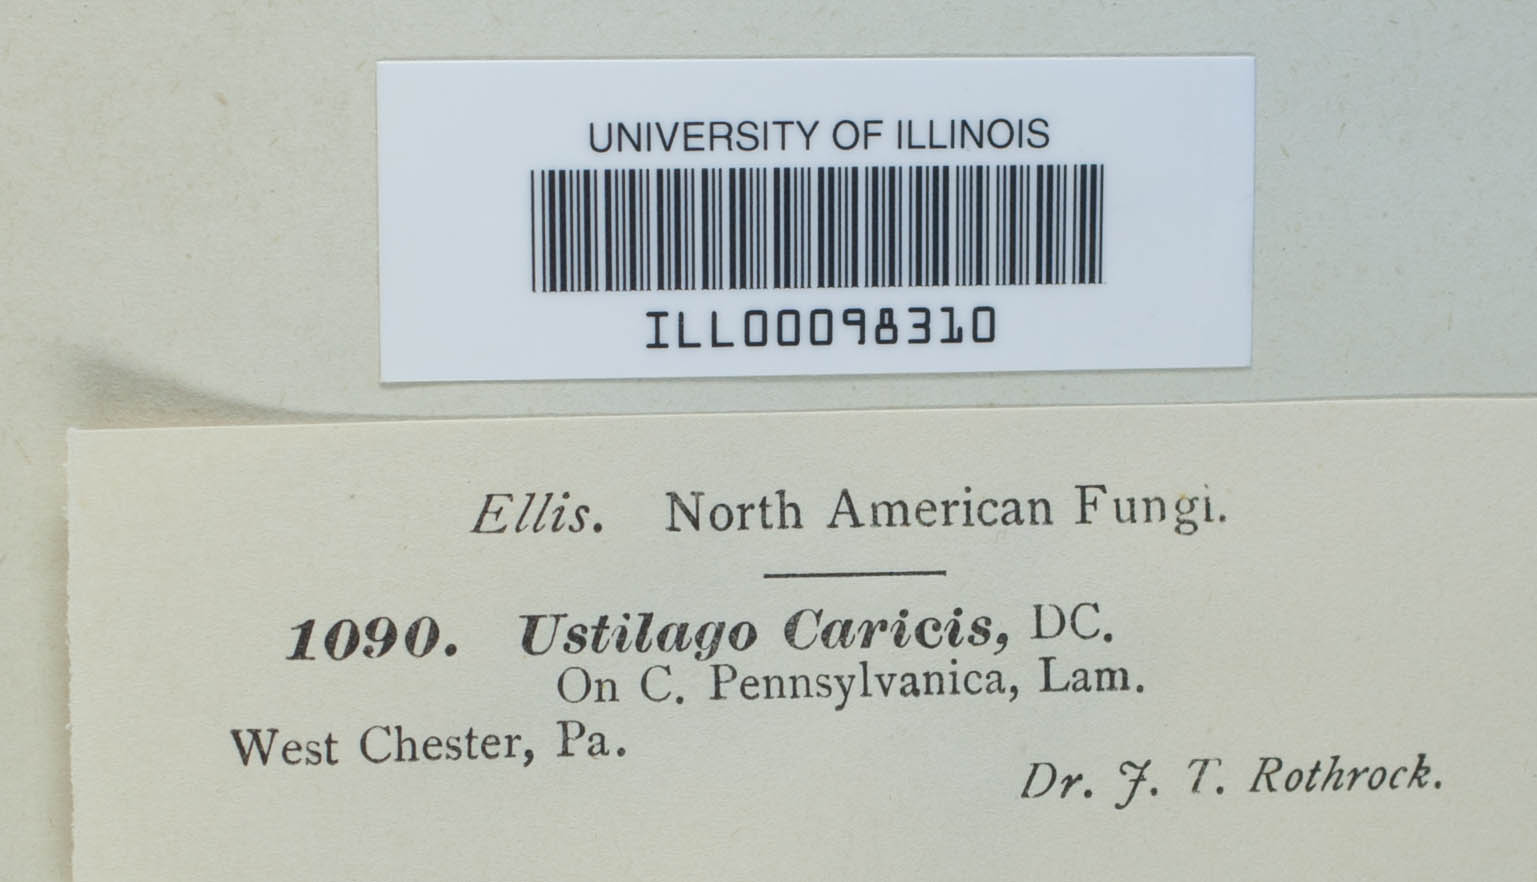 UNIVERSITY OF ILLINOIS
ILL00098310
Ellis. North American Fungi.
1090. Ustilago Caricis, DC.
On C. Pennsylvanica, Lam.
West Chester, Pa.
Dr. J. T. Rothrock.